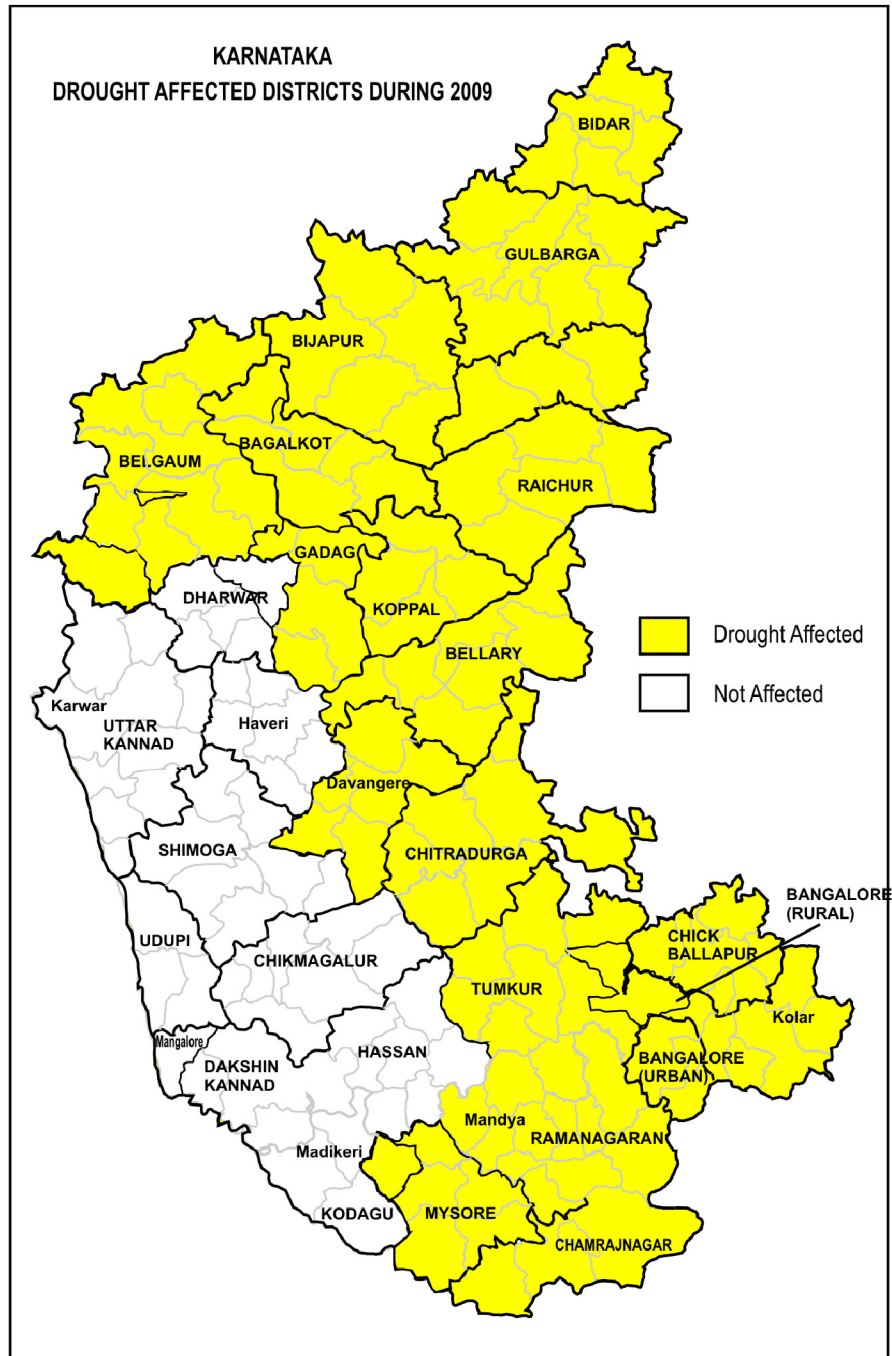 KARNATAKA
DROUGHT AFFECTED DISTRICTS DURING 2009
BIDAR
GULBARGA
BIJAPUR
BAGALKOT
BELGAUM
RAICHUR
GADAG
DHARWAR
KOPPAL
BELLARY
Drought Affected
Not Affected
Karwar
UTTAR
KANNAD
Haveri
Davangere
SHIMOGA
CHITRADURGA
BANGALORE
(RURAL)
UDUPI
CHICK
BALLAPUR
CHIKMAGALUR
TUMKUR
Kolar
Mangalore
HASSAN
DAKSHIN
KANNAD
BANGALORE
(URBAN)
Mandya
RAMANAGARAN
Madikeri
KODAGU
MYSORE
CHAMRAJNAGAR